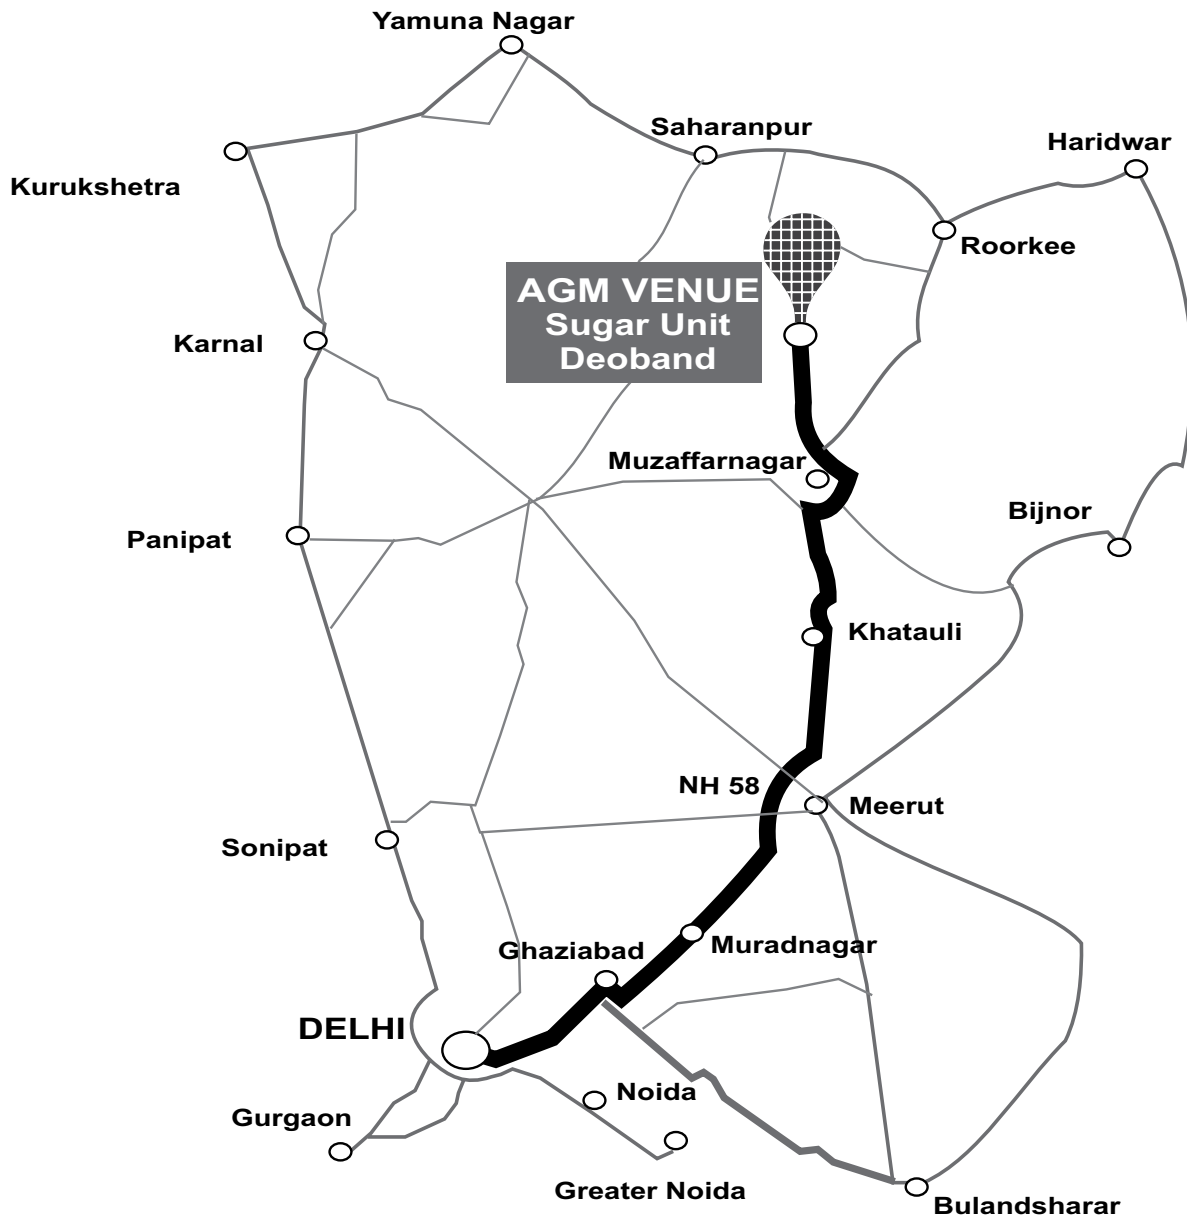 Yamuna Nagar
Saharanpur
Haridwar
Kurukshetra
Roorkee
AGM VENUE
Sugar Unit
Deoband
Karnal
Muzaffarnagar
Bijnor
Panipat
Khatauli
NH 58
Meerut
Sonipat
Ghaziabad
Muradnagar
DELHI
Noida
Gurgaon
Greater Noida
Bulandsharar